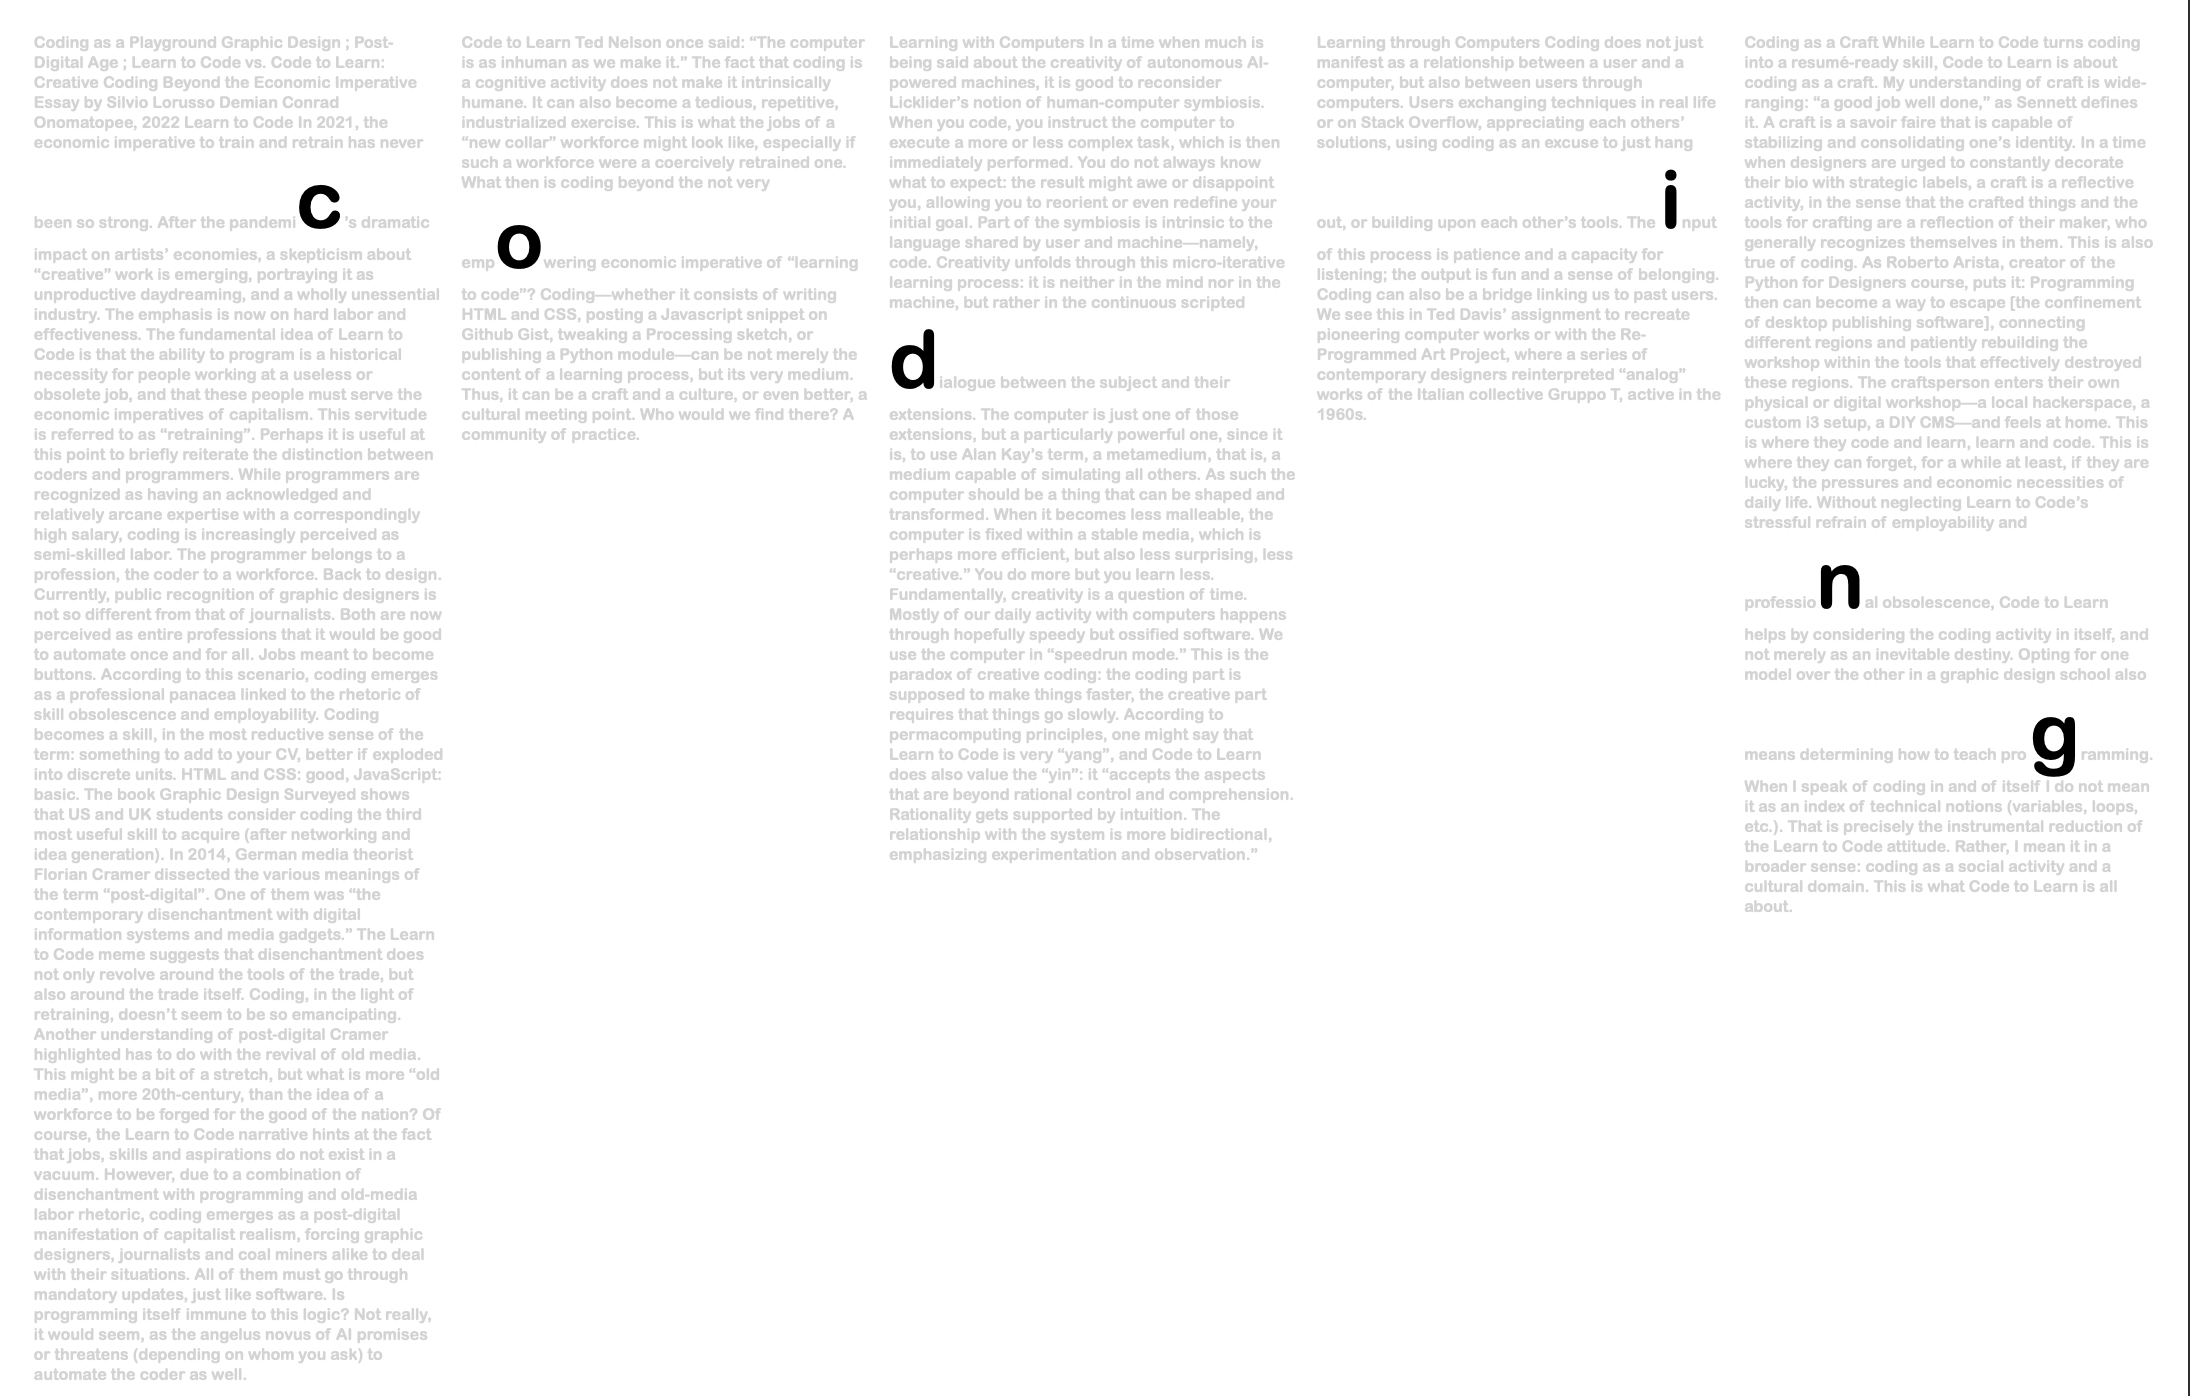 Coding as a Playground Graphic Design ; Post-
Digital Age ; Learn to Code vs. Code to Learn:
Creative Coding Beyond the Economic Imperative
Essay by Silvio Lorusso Demian Conrad
Onomatopee, 2022 Learn to Code In 2021, the
economic imperative to train and retrain has never
been so strong. After the pandemic’s dramatic
impact on artists’ economies, a skepticism about
“creative” work is emerging, portraying it as
unproductive daydreaming, and a wholly unessential
industry. The emphasis is now on hard labor and
effectiveness. The fundamental idea of Learn to
Code is that the ability to program is a historical
necessity for people working at a useless or
obsolete job, and that these people must serve the
economic imperatives of capitalism. This servitude
is referred to as “retraining”. Perhaps it is useful at
this point to briefly reiterate the distinction between
coders and programmers. While programmers are
recognized as having an acknowledged and
relatively arcane expertise with a correspondingly
high salary, coding is increasingly perceived as
semi-skilled labor. The programmer belongs to a
profession, the coder to a workforce. Back to design.
Currently, public recognition of graphic designers is
not so different from that of journalists. Both are now
perceived as entire professions that it would be good
to automate once and for all. Jobs meant to become
buttons. According to this scenario, coding emerges
as a professional panacea linked to the rhetoric of
skill obsolescence and employability. Coding
becomes a skill, in the most reductive sense of the
term: something to add to your CV, better if exploded
into discrete units. HTML and CSS: good, JavaScript:
basic. The book Graphic Design Surveyed shows
that US and UK students consider coding the third
most useful skill to acquire (after networking and
idea generation). In 2014, German media theorist
Florian Cramer dissected the various meanings of
the term “post-digital”. One of them was “the
contemporary disenchantment with digital
information systems and media gadgets.” The Learn
to Code meme suggests that disenchantment does
not only revolve around the tools of the trade, but
also around the trade itself. Coding, in the light of
retraining, doesn’t seem to be so emancipating.
Another understanding of post-digital Cramer
highlighted has to do with the revival of old media.
This might be a bit of a stretch, but what is more “old
media”, more 20th-century, than the idea of a
workforce to be forged for the good of the nation? Of
course, the Learn to Code narrative hints at the fact
that jobs, skills and aspirations do not exist in a
vacuum. However, due to a combination of
disenchantment with programming and old-media
labor rhetoric, coding emerges as a post-digital
manifestation of capitalist realism, forcing graphic
designers, journalists and coal miners alike to deal
with their situations. All of them must go through
mandatory updates, just like software. Is
programming itself immune to this logic? Not really,
it would seem, as the angelus novus of AI promises
or threatens (depending on whom you ask) to
automate the coder as well.
Code to Learn Ted Nelson once said: “The computer
is as inhuman as we make it.” The fact that coding is
a cognitive activity does not make it intrinsically
humane. It can also become a tedious, repetitive,
industrialized exercise. This is what the jobs of a
“new collar” workforce might look like, especially if
such a workforce were a coercively retrained one.
What then is coding beyond the not very
empowering economic imperative of “learning
to code”? Coding—whether it consists of writing
HTML and CSS, posting a Javascript snippet on
Github Gist, tweaking a Processing sketch, or
publishing a Python module—can be not merely the
content of a learning process, but its very medium.
Thus, it can be a craft and a culture, or even better, a
cultural meeting point. Who would we find there? A
community of practice.
Learning with Computers In a time when much is
being said about the creativity of autonomous AI-
powered machines, it is good to reconsider
Licklider’s notion of human-computer symbiosis.
When you code, you instruct the computer to
execute a more or less complex task, which is then
immediately performed. You do not always know
what to expect: the result might awe or disappoint
you, allowing you to reorient or even redefine your
initial goal. Part of the symbiosis is intrinsic to the
language shared by user and machine—namely,
code. Creativity unfolds through this micro-iterative
learning process: it is neither in the mind nor in the
machine, but rather in the continuous scripted
dialogue between the subject and their
extensions. The computer is just one of those
extensions, but a particularly powerful one, since it
is, to use Alan Kay’s term, a metamedium, that is, a
medium capable of simulating all others. As such the
computer should be a thing that can be shaped and
transformed. When it becomes less malleable, the
computer is fixed within a stable media, which is
perhaps more efficient, but also less surprising, less
“creative.” You do more but you learn less.
Fundamentally, creativity is a question of time.
Mostly of our daily activity with computers happens
through hopefully speedy but ossified software. We
use the computer in “speedrun mode.” This is the
paradox of creative coding: the coding part is
supposed to make things faster, the creative part
requires that things go slowly. According to
permacomputing principles, one might say that
Learn to Code is very “yang”, and Code to Learn
does also value the “yin”: it “accepts the aspects
that are beyond rational control and comprehension.
Rationality gets supported by intuition. The
relationship with the system is more bidirectional,
emphasizing experimentation and observation.”
Learning through Computers Coding does not just
manifest as a relationship between a user and a
computer, but also between users through
computers. Users exchanging techniques in real life
or on Stack Overflow, appreciating each others’
solutions, using coding as an excuse to just hang
out, or building upon each other’s tools. The input
of this process is patience and a capacity for
listening; the output is fun and a sense of belonging.
Coding can also be a bridge linking us to past users.
We see this in Ted Davis’ assignment to recreate
pioneering computer works or with the Re-
Programmed Art Project, where a series of
contemporary designers reinterpreted “analog”
works of the Italian collective Gruppo T, active in the
1960s.
Coding as a Craft While Learn to Code turns coding
into a resumé-ready skill, Code to Learn is about
coding as a craft. My understanding of craft is wide-
ranging: “a good job well done,” as Sennett defines
it. A craft is a savoir faire that is capable of
stabilizing and consolidating one’s identity. In a time
when designers are urged to constantly decorate
their bio with strategic labels, a craft is a reflective
activity, in the sense that the crafted things and the
tools for crafting are a reflection of their maker, who
generally recognizes themselves in them. This is also
true of coding. As Roberto Arista, creator of the
Python for Designers course, puts it: Programming
then can become a way to escape [the confinement
of desktop publishing software], connecting
different regions and patiently rebuilding the
workshop within the tools that effectively destroyed
these regions. The craftsperson enters their own
physical or digital workshop—a local hackerspace, a
custom i3 setup, a DIY CMS—and feels at home. This
is where they code and learn, learn and code. This is
where they can forget, for a while at least, if they are
lucky, the pressures and economic necessities of
daily life. Without neglecting Learn to Code’s
stressful refrain of employability and
professional obsolescence, Code to Learn
helps by considering the coding activity in itself, and
not merely as an inevitable destiny. Opting for one
model over the other in a graphic design school also
means determining how to teach pro gramming.
When I speak of coding in and of itself I do not mean
it as an index of technical notions (variables, loops,
etc.). That is precisely the instrumental reduction of
the Learn to Code attitude. Rather, I mean it in a
broader sense: coding as a social activity and a
cultural domain. This is what Code to Learn is all
about.